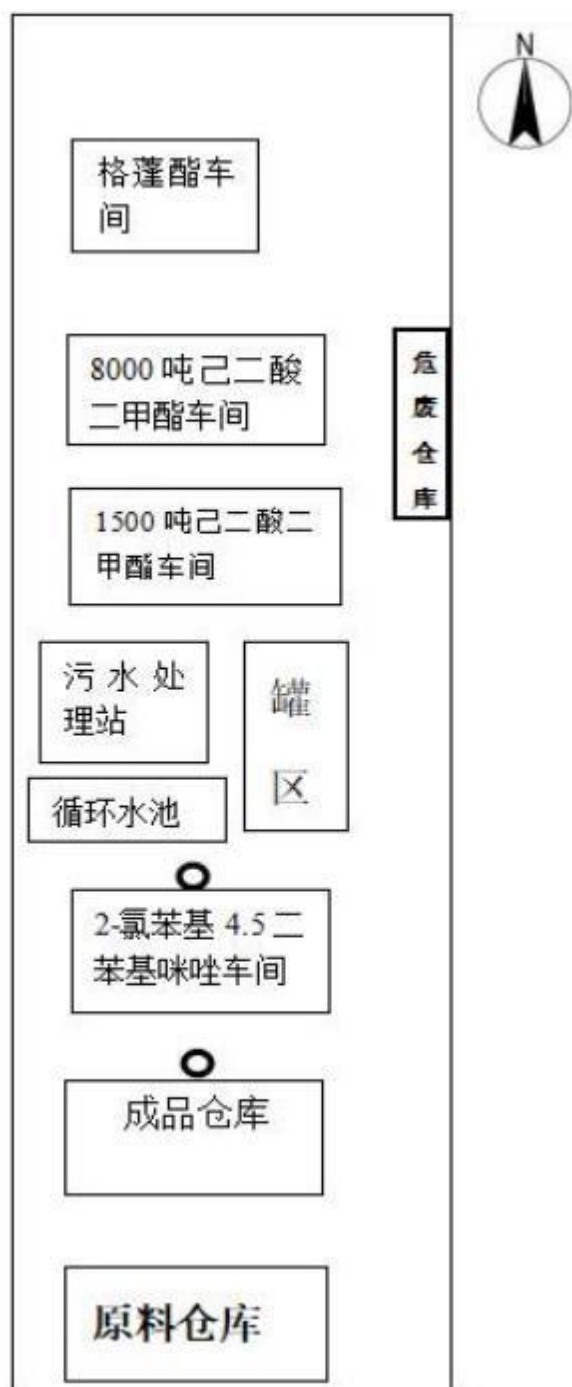 N
格蓬酯车
间
8000 吨己二酸
二甲酯车间
危
废
仓
库
1500 吨己二酸二
甲酯车间
污水处
理站
罐
区
循环水池
2-氯苯基 4.5 二
苯基咪唑车间
成品仓库
原料仓库